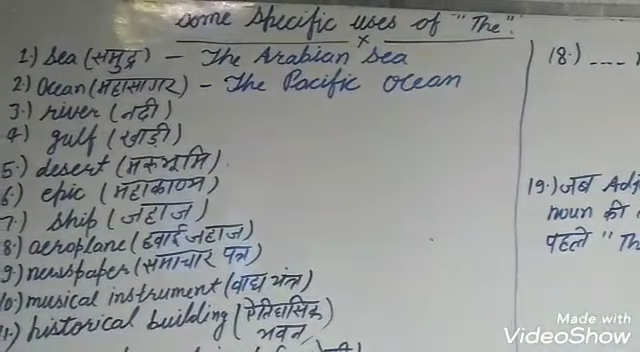 Some specific uses of "The".
×
1.) Sea (समुद्र) - The Arabian Sea
2.) Ocean (महासागर) - The Pacific Ocean
3.) river (नदी)
4.) gulf (खाड़ी)
5.) desert (मरूभूमि)
6.) epic (महाकाव्य)
7.) ship (जहाज)
8.) aeroplane (हवाई जहाज)
9.) newspaper (समाचार पत्र)
10.) musical instrument (वाद्य यंत्र)
11.) historical building (ऐतिहासिक
भवन)
18.) ----
19.) जब Adj
noun की
पहले "Th
Made with
VideoShow